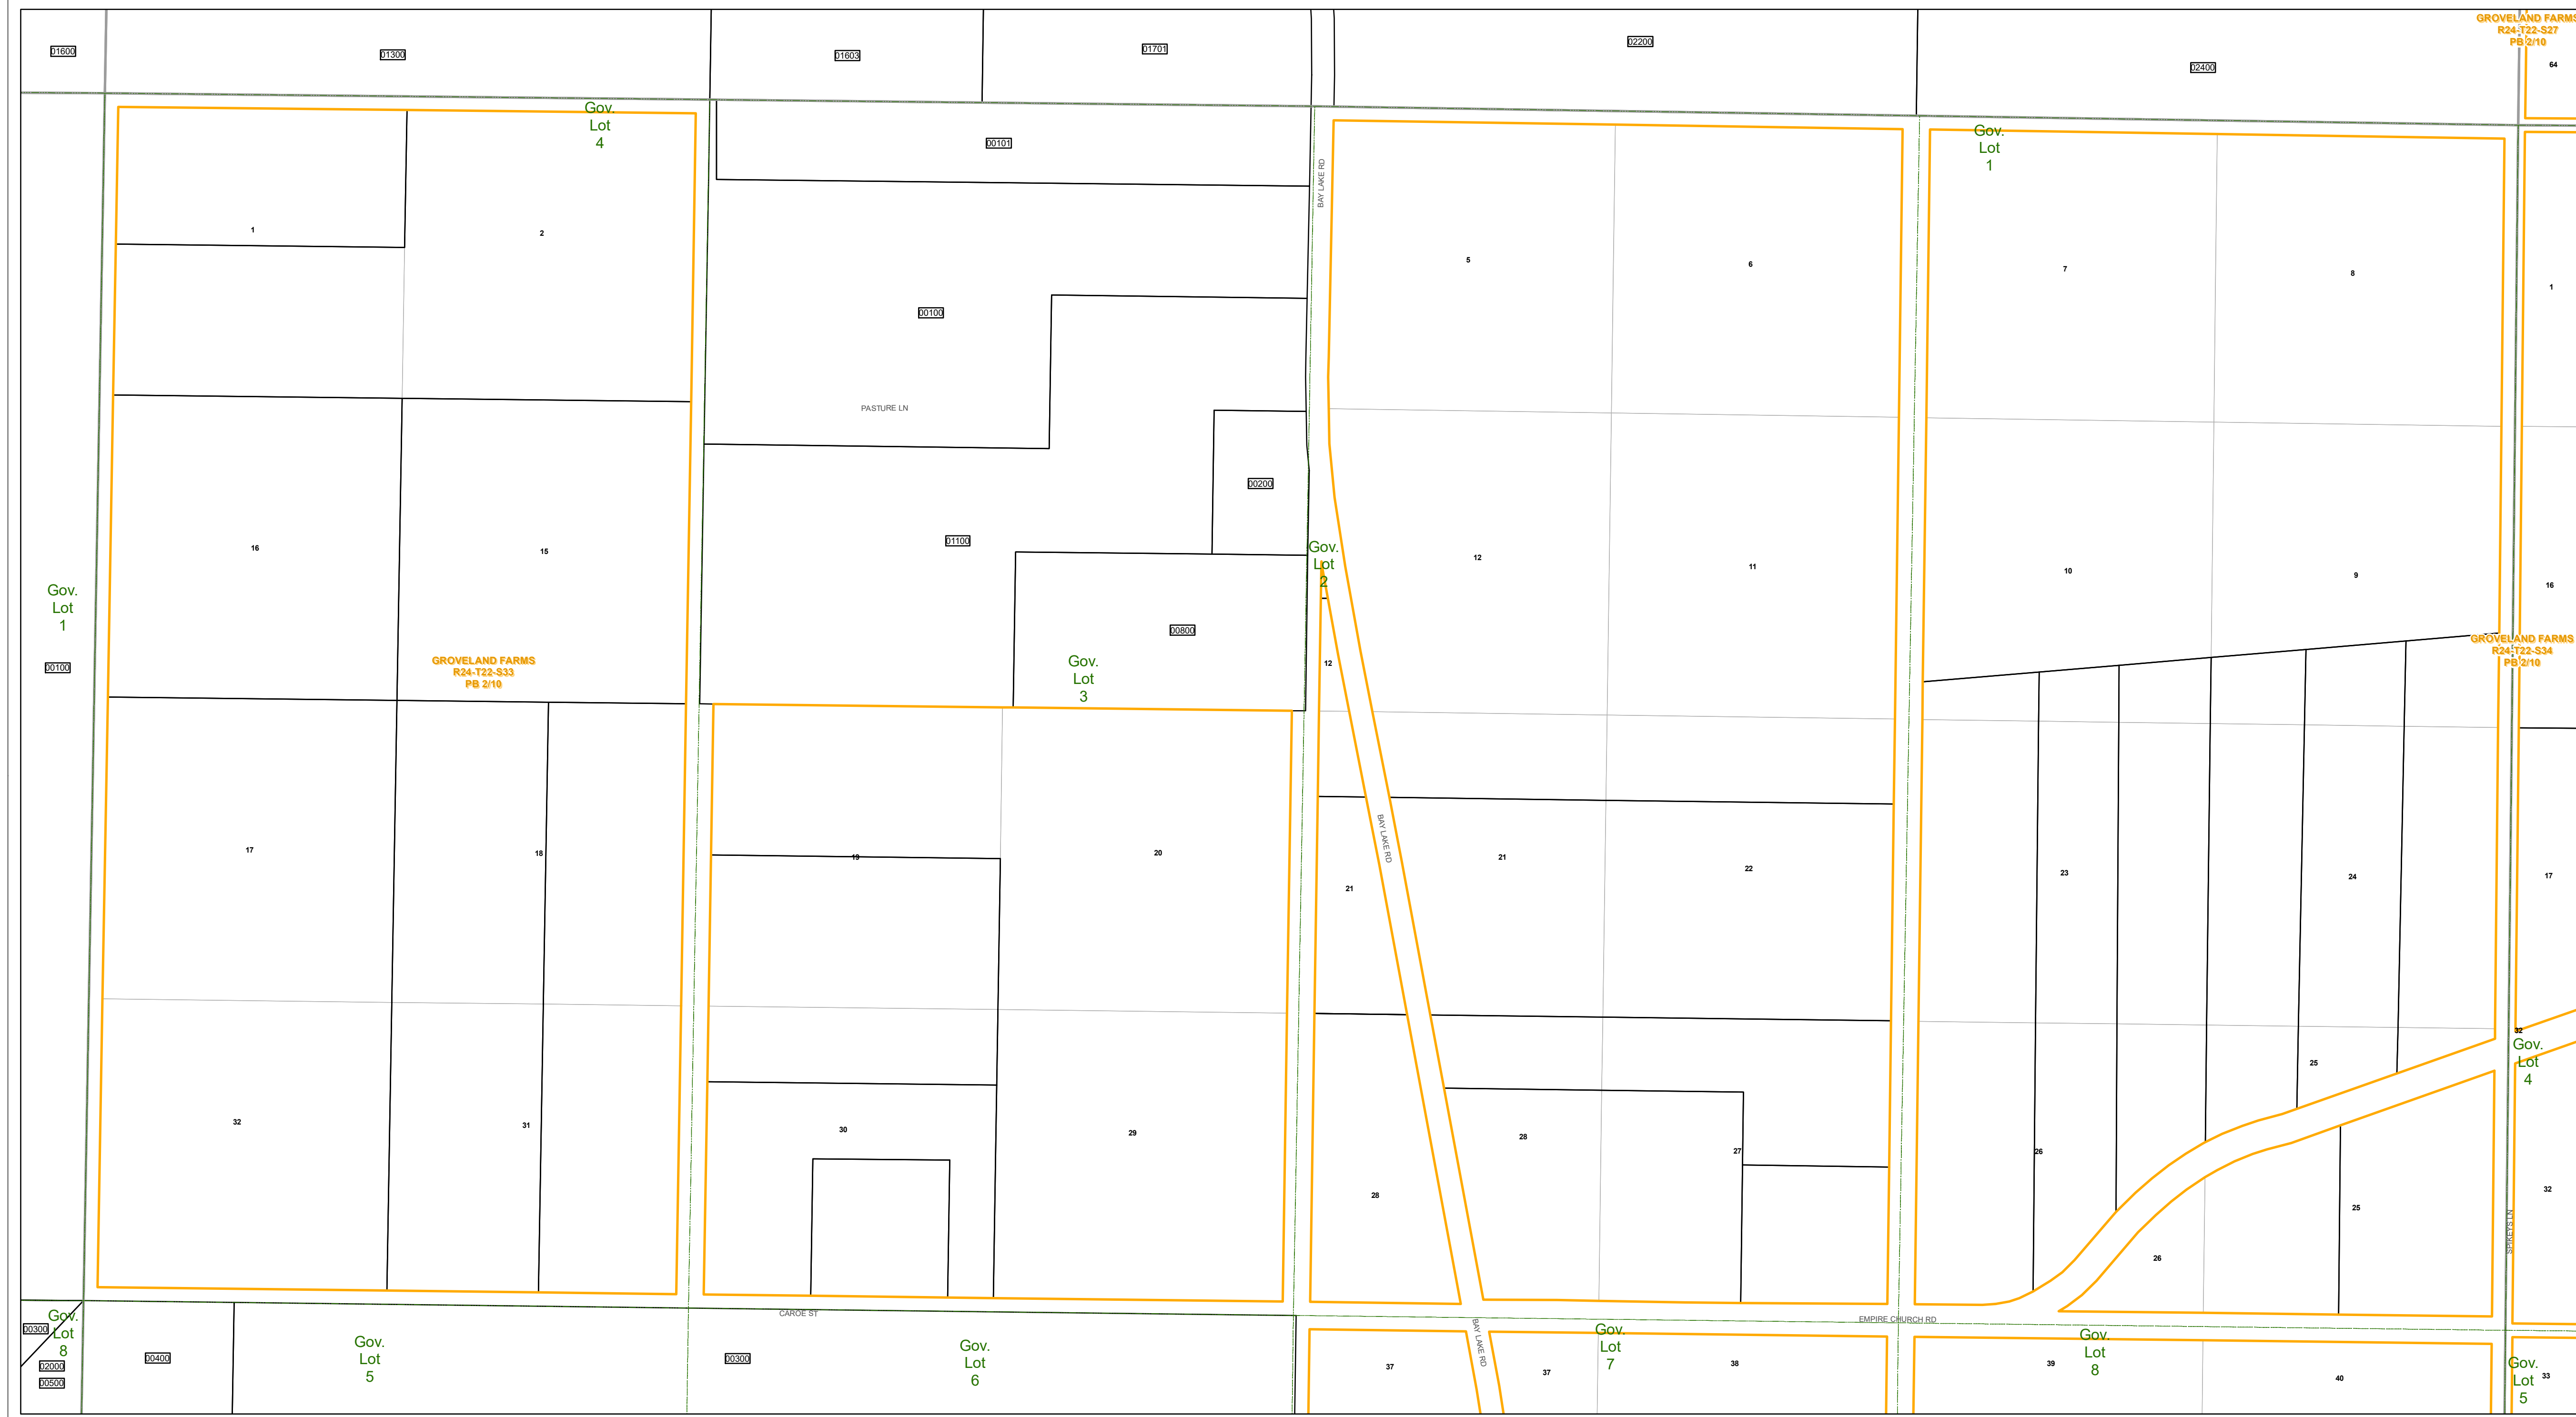 01600
01300
01603
01701
02200
02400
GROVELAND FARMS
R24-T22-S27
PB 2/10
64
Gov.
Lot
4
00101
BAY LAKE RD
Gov.
Lot
1
1
2
5
6
7
8
1
00100
PASTURE LN
00200
01100
16
15
Gov.
Lot
2
12
11
10
9
16
Gov.
Lot
1
00100
GROVELAND FARMS
R24-T22-S33
PB 2/10
00800
Gov.
Lot
3
12
GROVELAND FARMS
R24-T22-S34
PB 2/10
17
18
19
20
BAY LAKE RD
21
21
22
23
24
17
32
Gov.
Lot
4
25
32
31
30
29
28
28
27
26
25
26
32
SPIKEYS LN
CAROE ST
EMPIRE CHURCH RD
00300
Gov.
Lot
8
02000
00500
00400
Gov.
Lot
5
00300
Gov.
Lot
6
BAY LAKE RD
37
37
Gov.
Lot
7
38
39
Gov.
Lot
8
40
Gov.
Lot
5
33